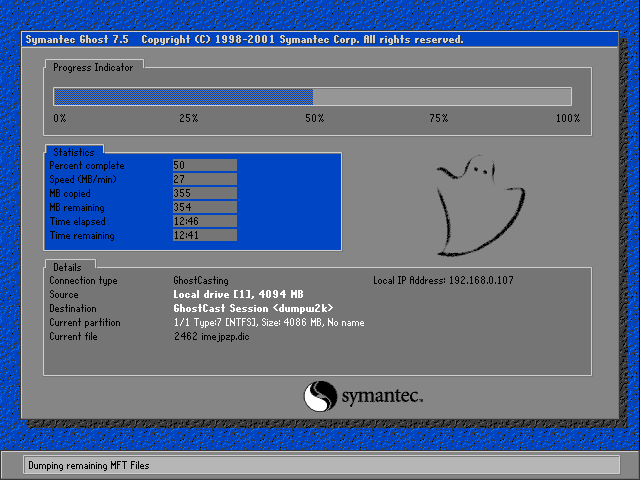 Symantec Ghost 7.5 Copyright (C) 1998-2001 Symantec Corp. All rights reserved.
Progress Indicator
0% 25% 50% 75% 100%
Statistics
Percent complete 50
Speed (MB/min) 27
MB copied 355
MB remaining 354
Time elapsed 12:46
Time remaining 12:41
Details
Connection type GhostCasting Local IP Address: 192.168.0.107
Source Local drive [1], 4094 MB
Destination GhostCast Session <dumpw2k>
Current partition 1/1 Type:7 [NTFS], Size: 4086 MB, No name
Current file 2462 imejpzp.dic
symantec.
Dumping remaining MFT Files